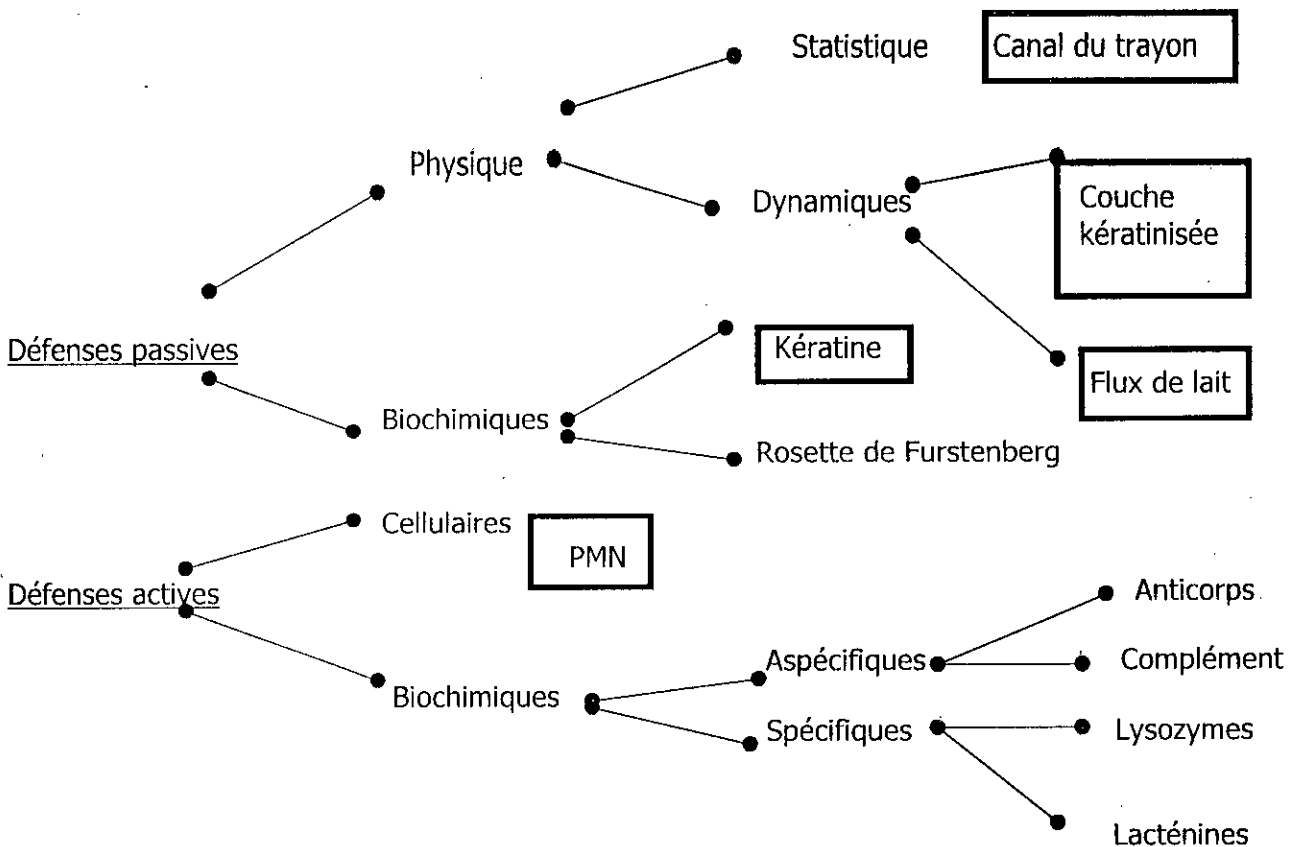 Statistique
Canal du trayon
Physique
Dynamiques
Couche
kératinisée
Défenses passives
Kératine
Flux de lait
Biochimiques
Rosette de Furstenberg
Cellulaires
PMN
Défenses actives
Anticorps
Aspécifiques
Complément
Biochimiques
Spécifiques
Lysozymes
Lacténines